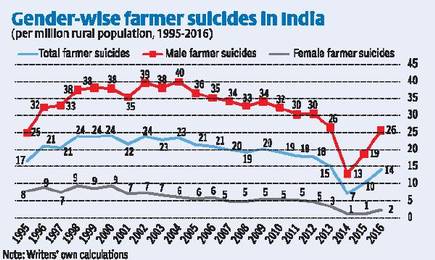 Gender-wise farmer suicides in India
(per million rural population, 1995-2016)
Total farmer suicides Male farmer suicides Female farmer suicides
45
40
35
30
25
20
15
10
5
0
25 32 33 38 38 38 35 39 38 40 36 35 34 33 34 32 30 30 26 13 19 26
17 21 21 24 24 24 22 24 23 23 21 21 20 19 20 19 18 18 15 7 10 14
8 9 7 9 9 9 7 7 7 6 6 6 5 5 5 5 5 5 3 1 1 2
1995 1996 1997 1998 1999 2000 2001 2002 2003 2004 2005 2006 2007 2008 2009 2010 2011 2012 2013 2014 2015 2016
Note: Writers' own calculations